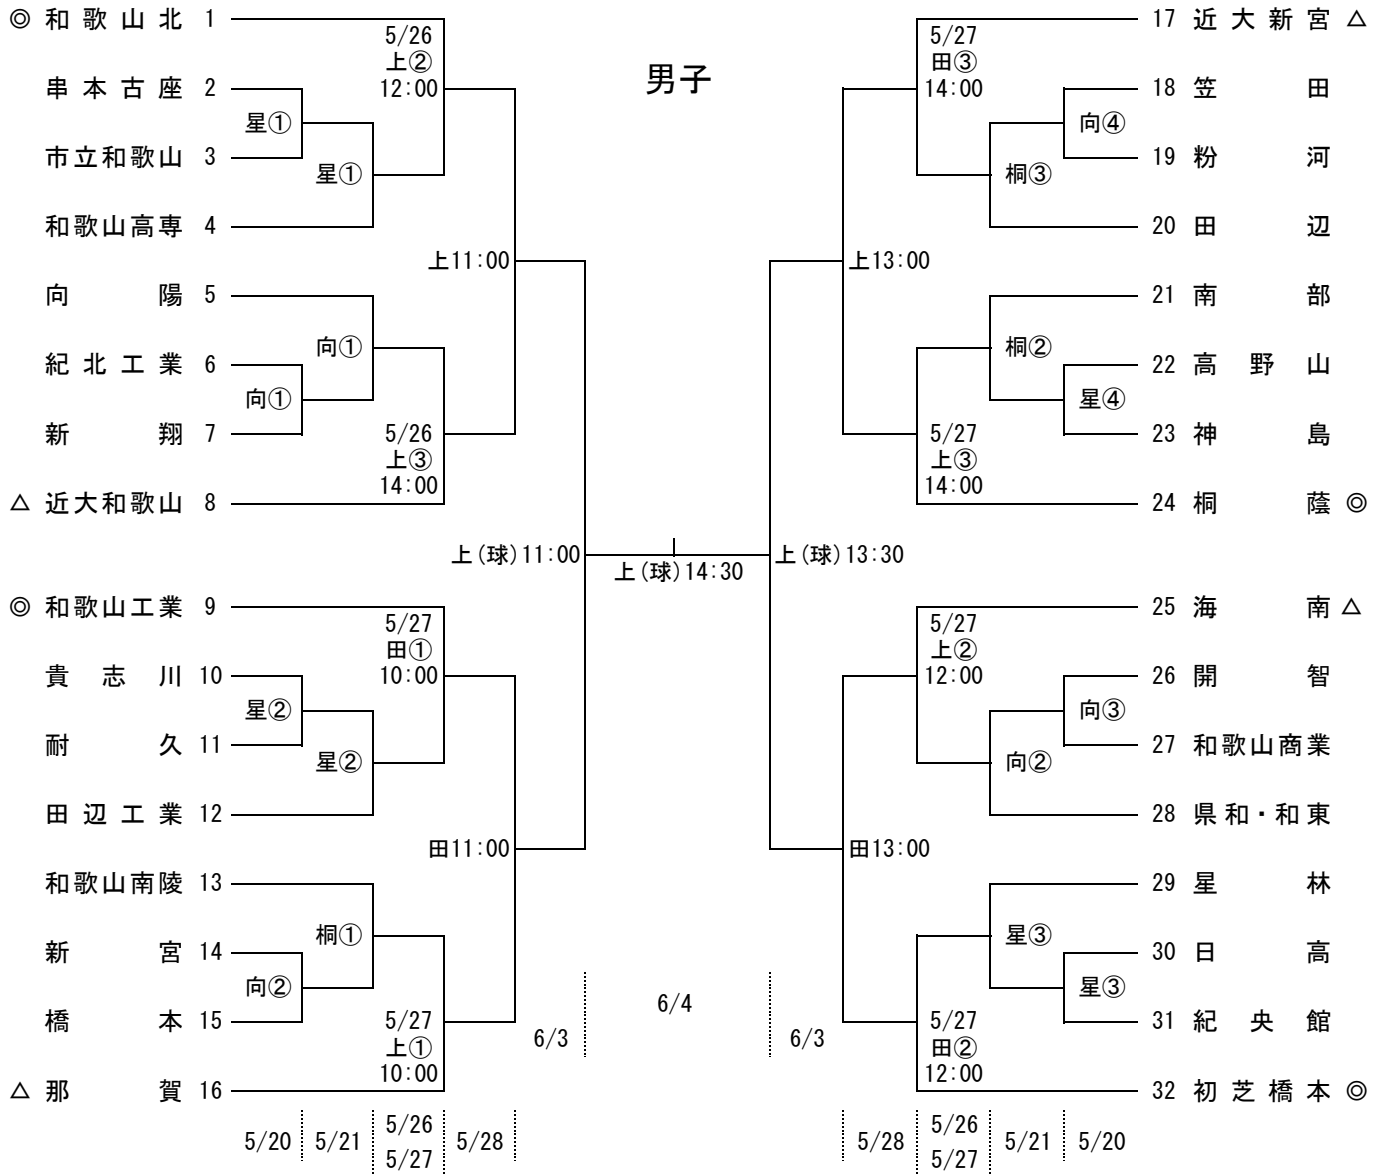 男子
◎ 和歌山北 1
5/26
上②
12:00
串本古座 2
星①
市立和歌山 3
星①
和歌山高専 4
上11:00
向陽 5
向①
紀北工業 6
向①
新翔 7
5/26
上③
14:00
△ 近大和歌山 8
上(球)11:00
◎ 和歌山工業 9
5/27
田①
10:00
貴志川 10
星②
耐久 11
星②
田辺工業 12
田11:00
和歌山南陵 13
桐①
新宮 14
向②
橋本 15
5/27
上①
10:00
△ 那賀 16
上(球)14:30
17 近大新宮 △
5/27
田③
14:00
18 笠田
向④
19 粉河
桐③
20 田辺
上13:00
21 南部
桐②
22 高野山
星④
23 神島
5/27
上③
14:00
24 桐蔭 ◎
上(球)13:30
25 海南 △
5/27
上②
12:00
26 開智
向③
27 和歌山商業
向②
28 県和・和東
田13:00
29 星林
星③
30 日高
星③
31 紀央館
5/27
田②
12:00
32 初芝橋本 ◎
5/20
5/21
5/26
5/27
5/28
6/3
6/4
6/3
5/28
5/26
5/27
5/21
5/20